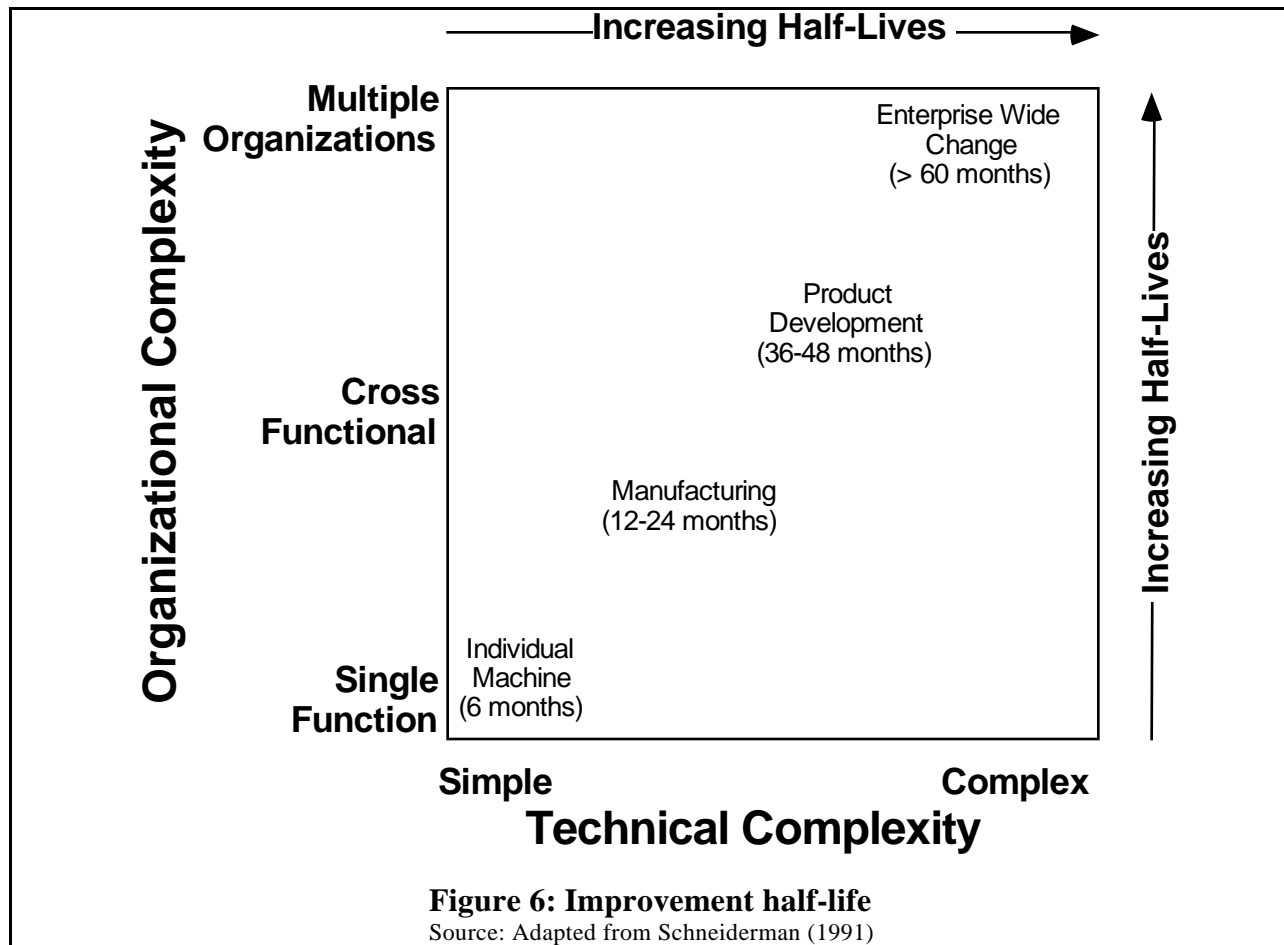 Increasing Half-Lives
Multiple
Organizations
Enterprise Wide
Change
(> 60 months)
Organizational Complexity
Increasing Half-Lives
Product
Development
(36-48 months)
Cross
Functional
Manufacturing
(12-24 months)
Individual
Machine
(6 months)
Single
Function
Simple
Complex
Technical Complexity
Figure 6: Improvement half-life
Source: Adapted from Schneiderman (1991)